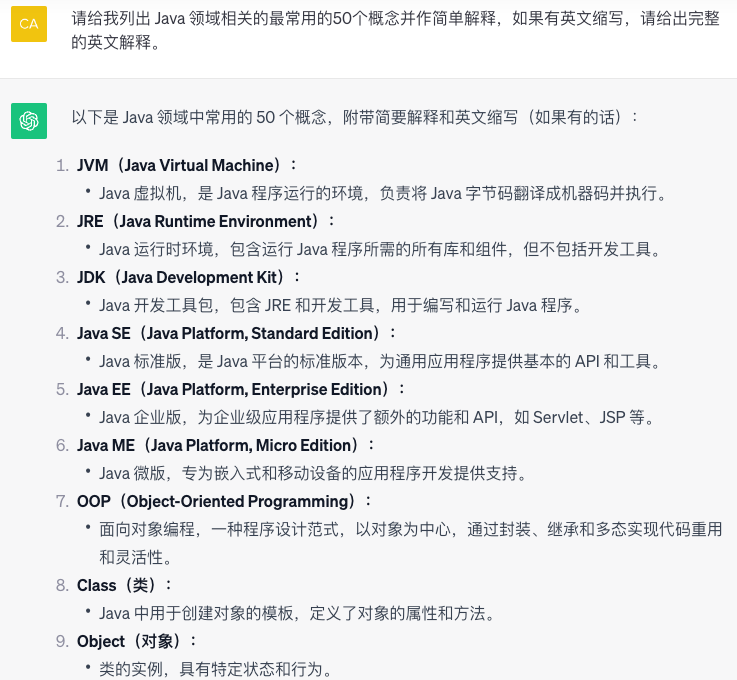 CA
请给我列出 Java 领域相关的最常用的50个概念并作简单解释，如果有英文缩写，请给出完整
的英文解释。
以下是 Java 领域中常用的 50 个概念，附带简要解释和英文缩写（如果有的话）：
1. JVM（Java Virtual Machine）：
• Java 虚拟机，是 Java 程序运行的环境，负责将 Java 字节码翻译成机器码并执行。
2. JRE（Java Runtime Environment）：
• Java 运行时环境，包含运行 Java 程序所需的所有库和组件，但不包括开发工具。
3. JDK（Java Development Kit）：
• Java 开发工具包，包含 JRE 和开发工具，用于编写和运行 Java 程序。
4. Java SE（Java Platform, Standard Edition）：
• Java 标准版，是 Java 平台的标准版本，为通用应用程序提供基本的 API 和工具。
5. Java EE（Java Platform, Enterprise Edition）：
• Java 企业版，为企业级应用程序提供了额外的功能和 API，如 Servlet、JSP 等。
6. Java ME（Java Platform, Micro Edition）：
• Java 微版，专为嵌入式和移动设备的应用程序开发提供支持。
7. OOP（Object-Oriented Programming）：
• 面向对象编程，一种程序设计范式，以对象为中心，通过封装、继承和多态实现代码重用
和灵活性。
8. Class（类）：
• Java 中用于创建对象的模板，定义了对象的属性和方法。
9. Object（对象）：
• 类的实例，具有特定状态和行为。